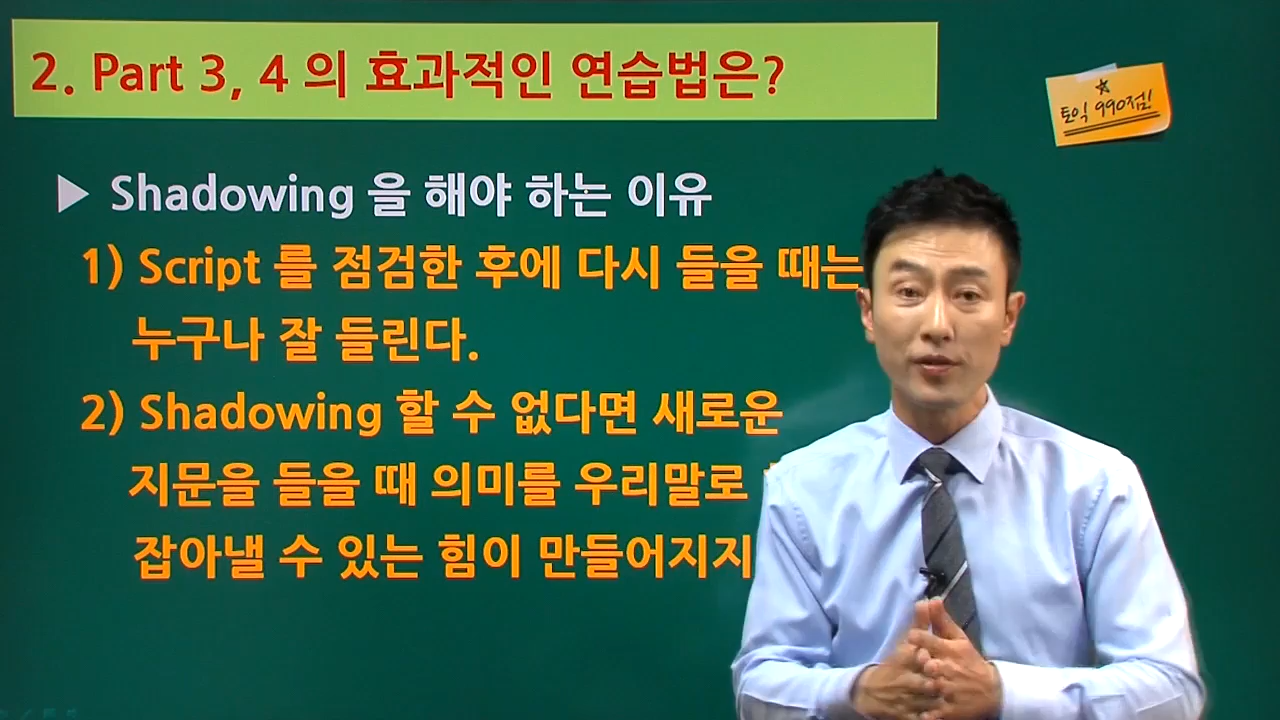 2. Part 3, 4 의 효과적인 연습법은?
토익 990점!
▶ Shadowing 을 해야 하는 이유
1) Script 를 점검한 후에 다시 들을 때는
누구나 잘 들린다.
2) Shadowing 할 수 없다면 새로운
지문을 들을 때 의미를 우리말로
잡아낼 수 있는 힘이 만들어지지